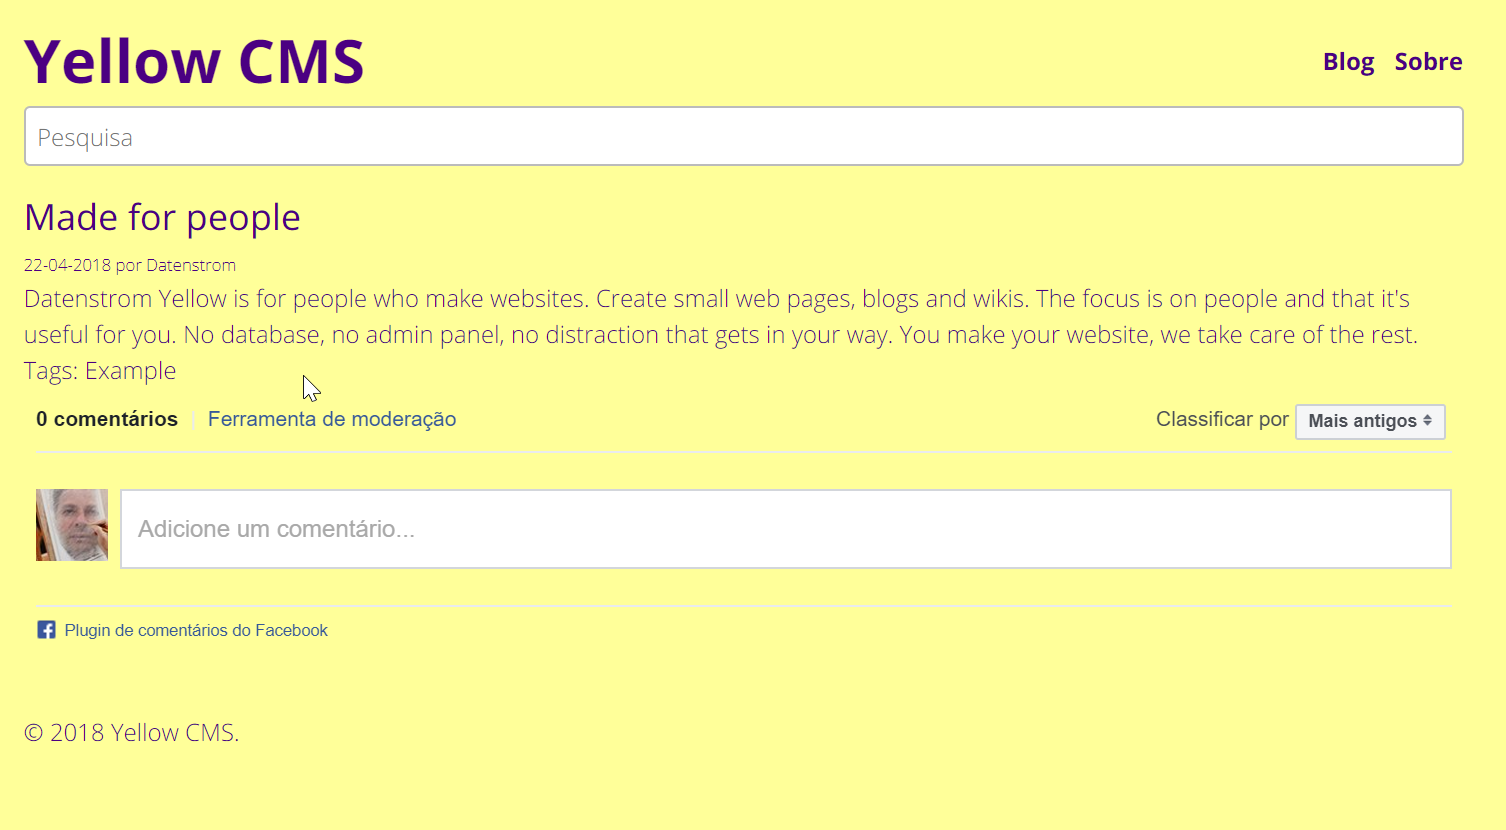 Yellow CMS
Blog Sobre
Pesquisa
Made for people
22-04-2018 por Datenstrom
Datenstrom Yellow is for people who make websites. Create small web pages, blogs and wikis. The focus is on people and that it's
useful for you. No database, no admin panel, no distraction that gets in your way. You make your website, we take care of the rest.
Tags: Example
0 comentários | Ferramenta de moderação Classificar por Mais antigos
Adicione um comentário...
Plugin de comentários do Facebook
© 2018 Yellow CMS.